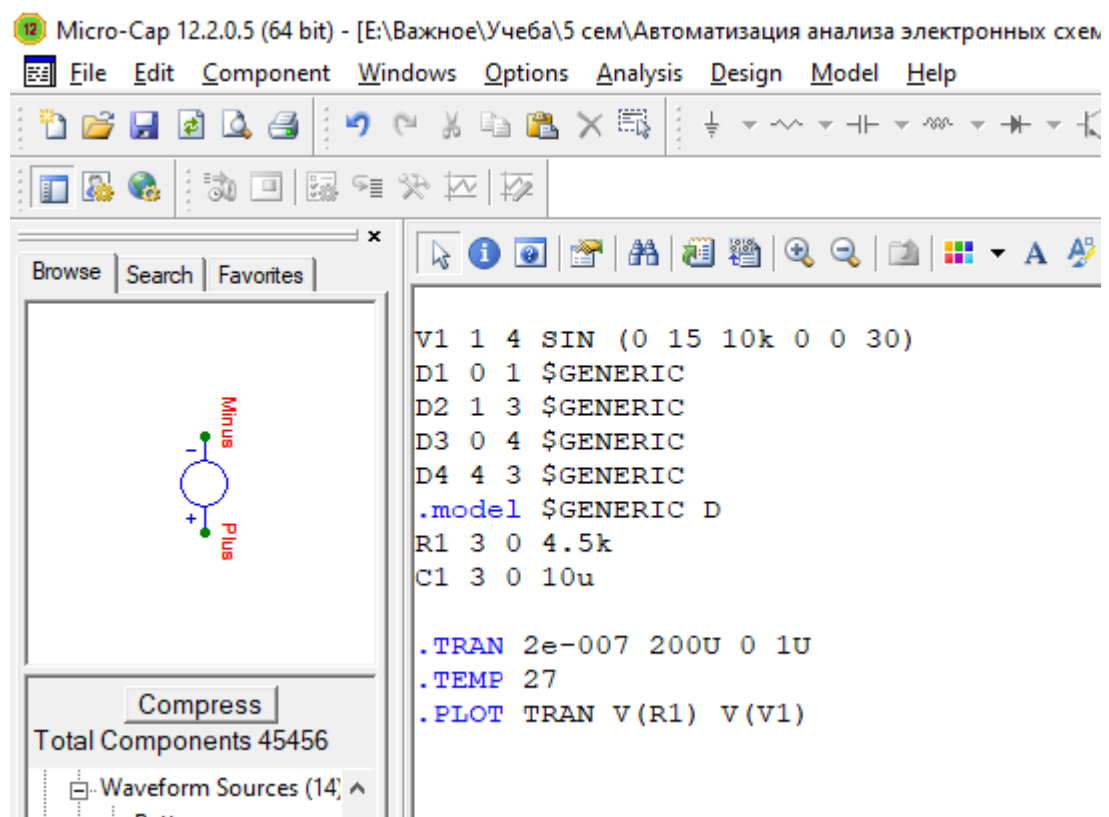 Micro-Cap 12.2.0.5 (64 bit) - [E:\Важное\Учеба\5 сем\Автоматизация анализа электронных схем
File Edit Component Windows Options Analysis Design Model Help
Browse Search Favorites
Minus
Plus
Compress
Total Components 45456
Waveform Sources (14)
V1 1 4 SIN (0 15 10k 0 0 30)
D1 0 1 $GENERIC
D2 1 3 $GENERIC
D3 0 4 $GENERIC
D4 4 3 $GENERIC
.model $GENERIC D
R1 3 0 4.5k
C1 3 0 10u
.TRAN 2e-007 200U 0 1U
.TEMP 27
.PLOT TRAN V(R1) V(V1)